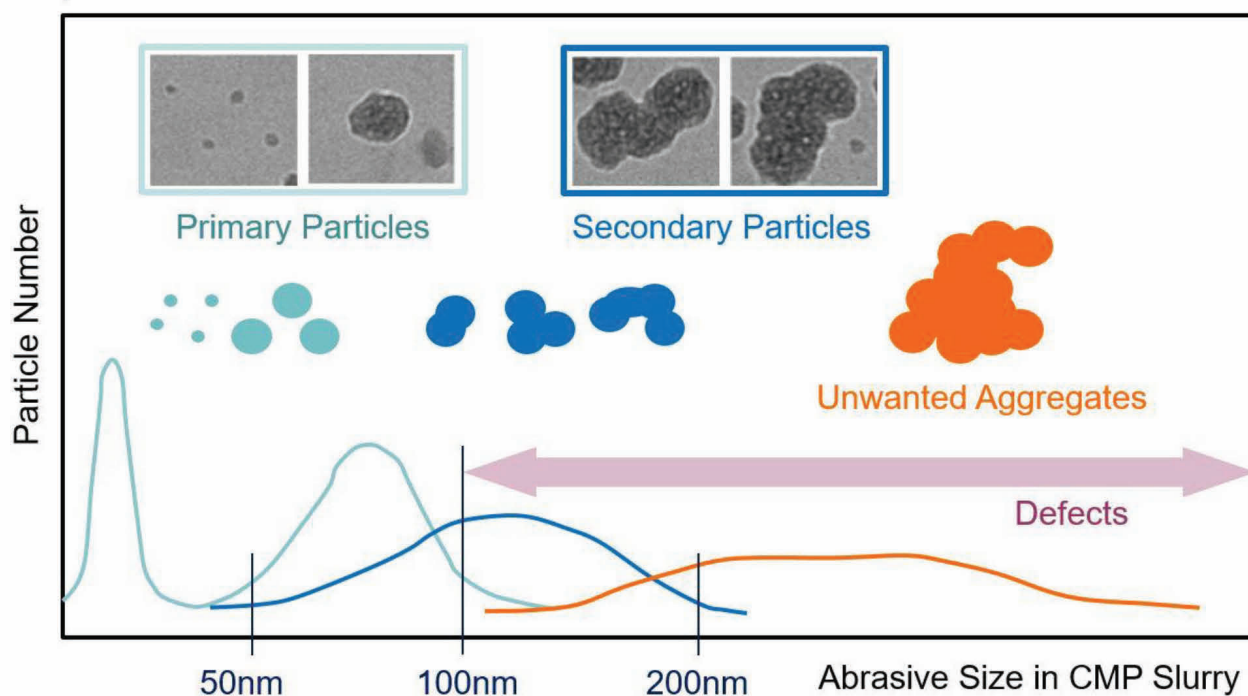 Primary Particles
Secondary Particles
Particle Number
Unwanted Aggregates
Defects
50nm
100nm
200nm
Abrasive Size in CMP Slurry